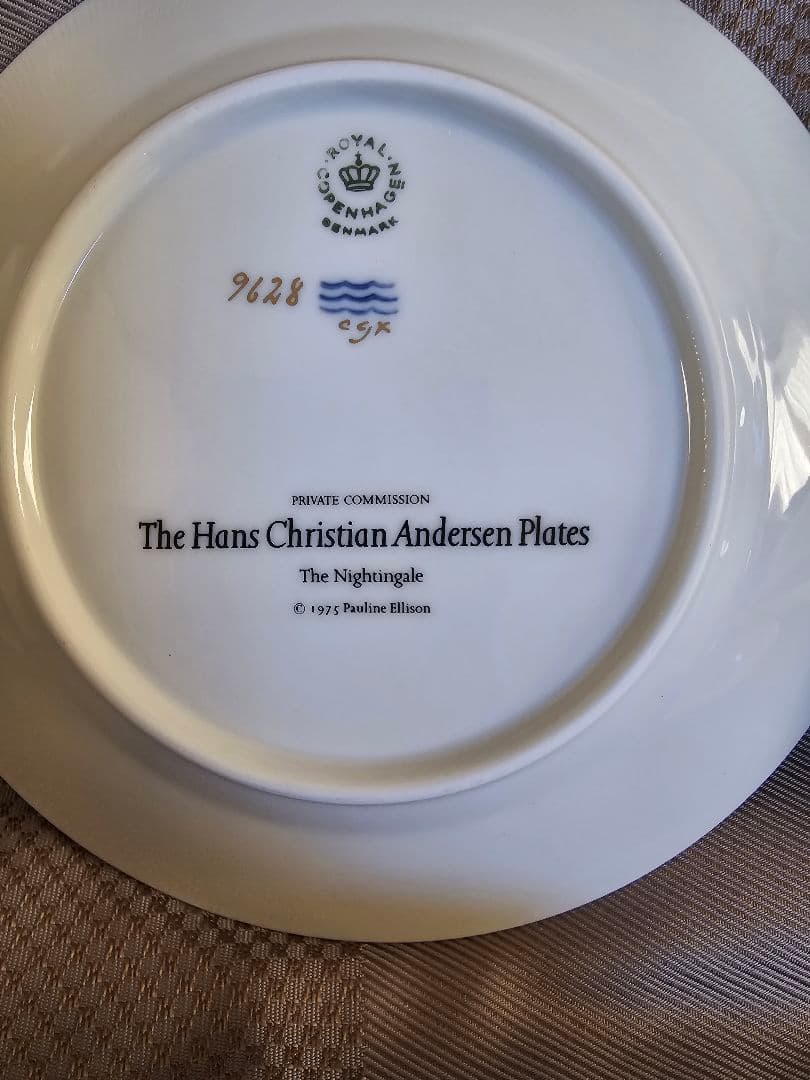 ROYAL COPENHAGEN
DENMARK
9628
cgx
PRIVATE COMMISSION
The Hans Christian Andersen Plates
The Nightingale
© 1975 Pauline Ellison